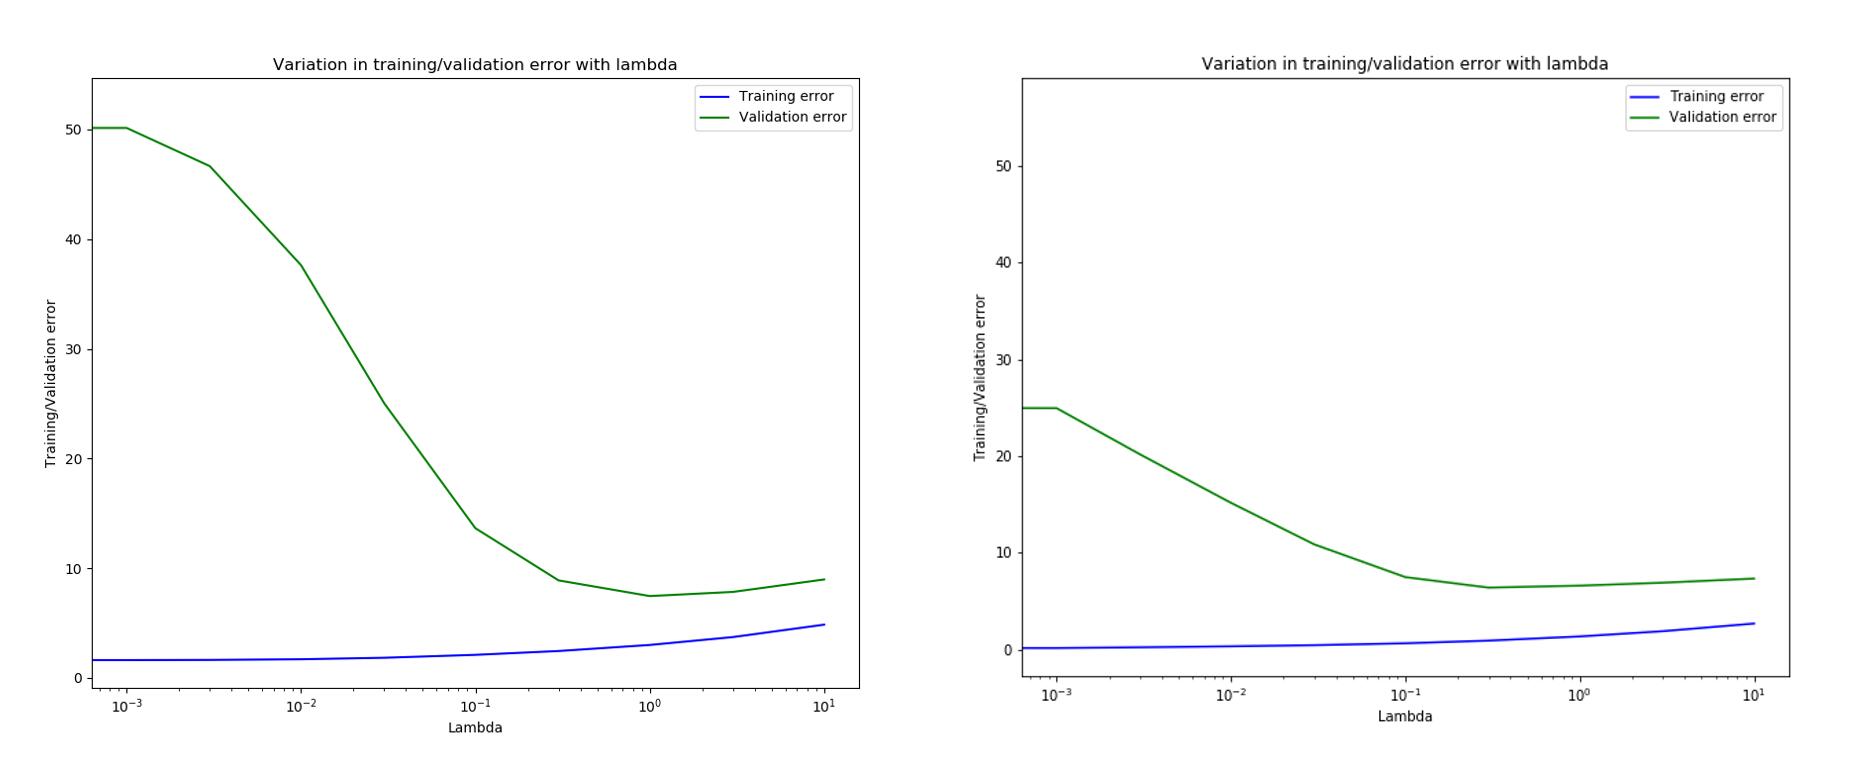 Variation in training/validation error with lambda
Training error
Validation error
50
40
30
20
10
0
Training/Validation error
10⁻³ 10⁻² 10⁻¹ 10⁰ 10¹
Lambda
Variation in training/validation error with lambda
Training error
Validation error
50
40
30
20
10
0
Training/Validation error
10⁻³ 10⁻² 10⁻¹ 10⁰ 10¹
Lambda